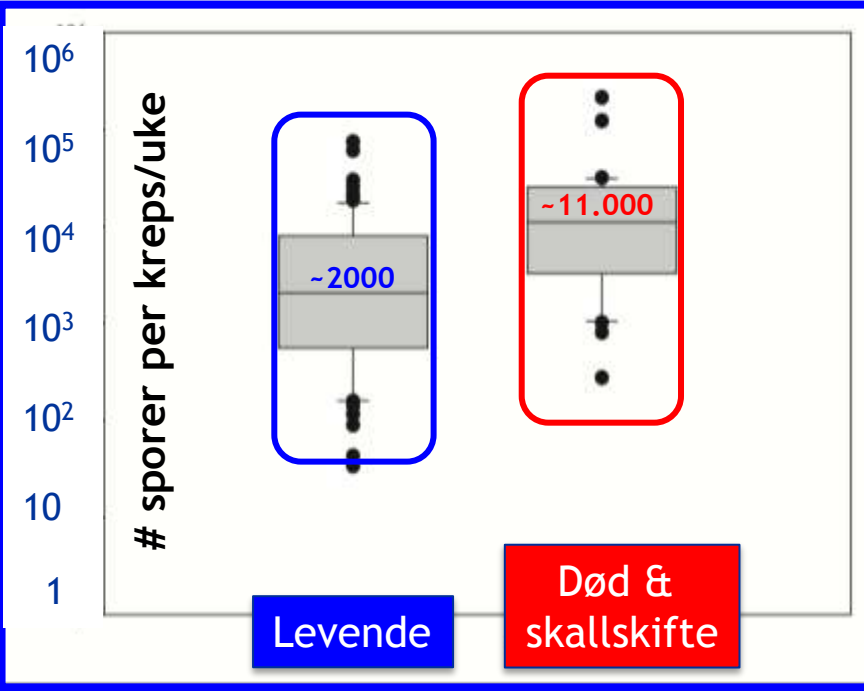 10⁶
10⁵
10⁴
10³
10²
10
1
# sporer per kreps/uke
~2000
~11.000
Levende
Død &
skallskifte